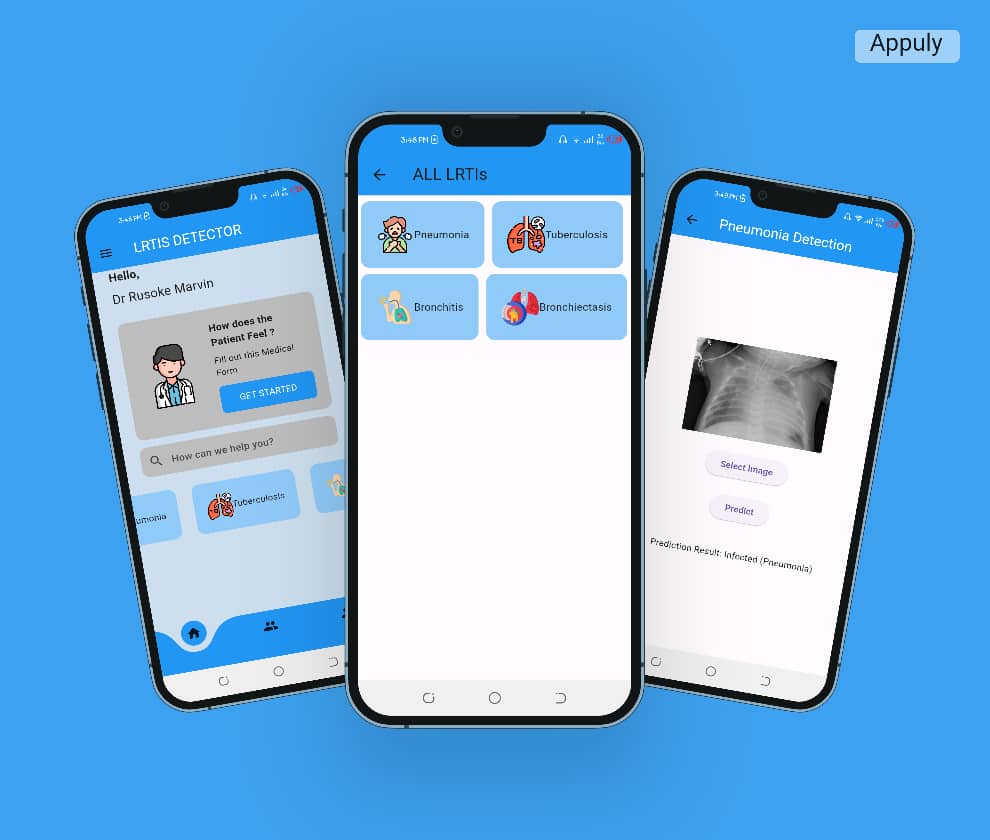 Appuly
3:48 PM
LRTIS DETECTOR
Hello,
Dr Rusoke Marvin
How does the
Patient Feel ?
Fill out this Medical
Form
GET STARTED
How can we help you?
umonia
Tuberculosis
3:48 PM
ALL LRTIs
Pneumonia
TB
Tuberculosis
Bronchitis
Bronchiectasis
3:49 PM
Pneumonia Detection
Select Image
Predict
Prediction Result: Infected (Pneumonia)